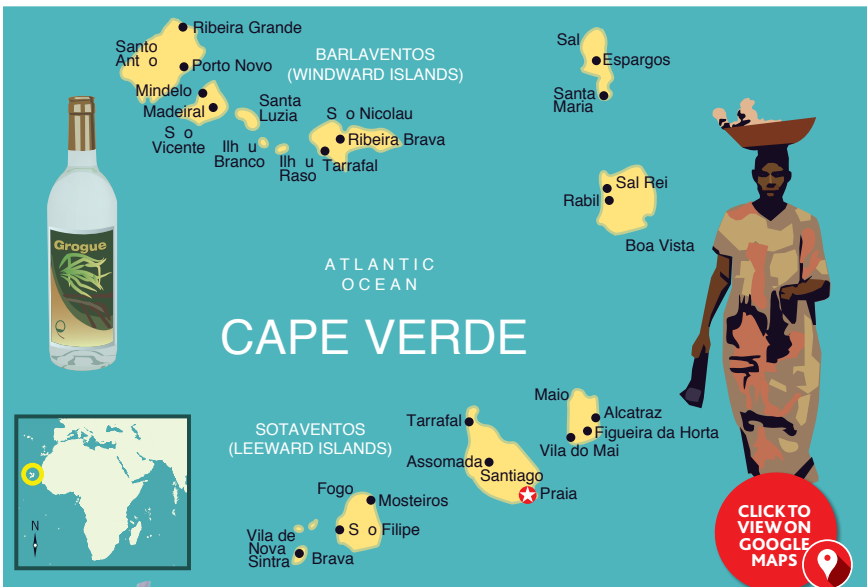 Ribeira Grande
Santo
Ant o
Porto Novo
BARLAVENTOS
(WINDWARD ISLANDS)
Mindelo
Madeiral
S o
Vicente
Santa
Luzia
Ilh u
Branco
Ilh u
Raso
S o Nicolau
Ribeira Brava
Tarrafal
Sal
Espargos
Santa
Maria
Sal Rei
Rabil
Boa Vista
Grogue
ATLANTIC
OCEAN
CAPE VERDE
SOTAVENTOS
(LEEWARD ISLANDS)
Maio
Alcatraz
Figueira da Horta
Vila do Mai
Tarrafal
Assomada
Santiago
Praia
Fogo
Mosteiros
S o Filipe
Vila de
Nova
Sintra
Brava
N
CLICK TO
VIEW ON
GOOGLE
MAPS